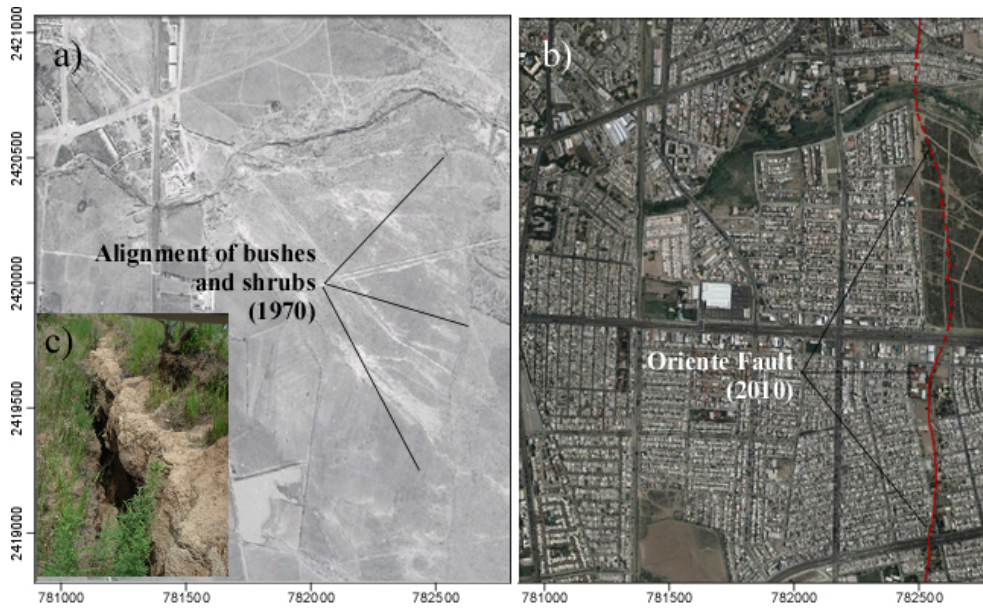 a)
b)
Alignment of bushes
and shrubs
(1970)
c)
Oriente Fault
(2010)
2421000
2420500
2420000
2419500
2419000
781000 781500 782000 782500
781000 781500 782000 782500